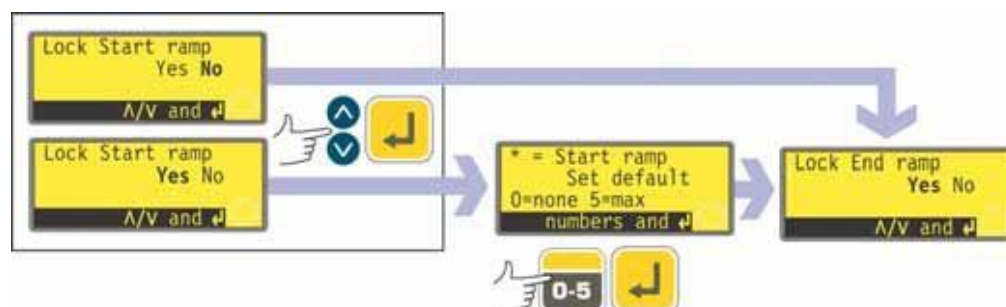 Lock Start ramp
Yes No
∧/∨ and ↵
Lock Start ramp
Yes No
∧/∨ and ↵
* = Start ramp
Set default
0=none 5=max
numbers and ↵
0-5
Lock End ramp
Yes No
∧/∨ and ↵